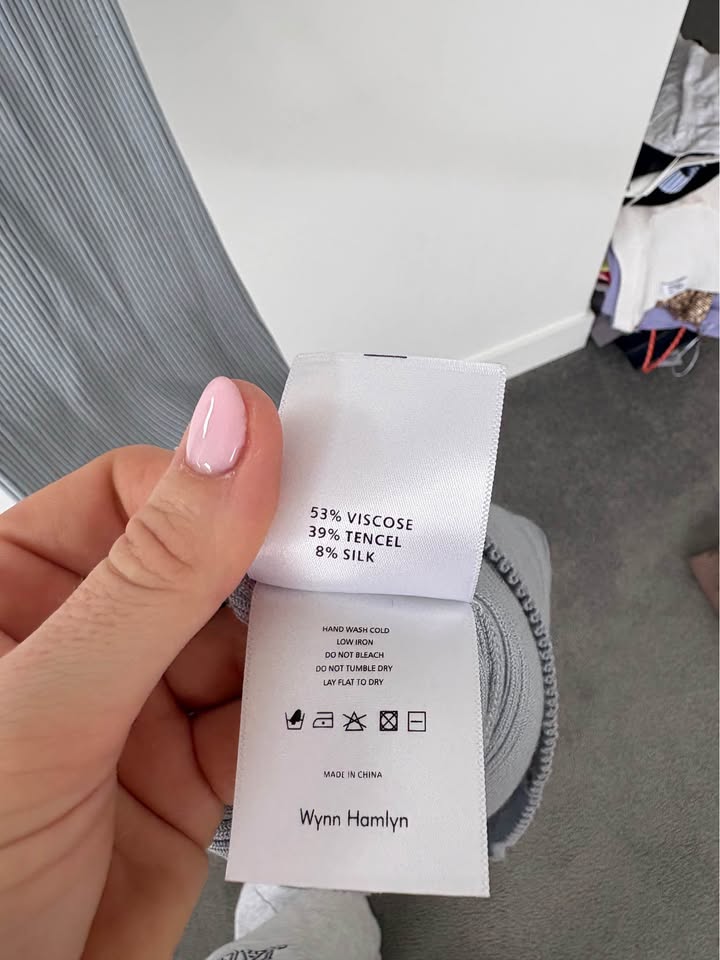 53% VISCOSE
39% TENCEL
8% SILK
HAND WASH COLD
LOW IRON
DO NOT BLEACH
DO NOT TUMBLE DRY
LAY FLAT TO DRY
MADE IN CHINA
Wynn Hamlyn